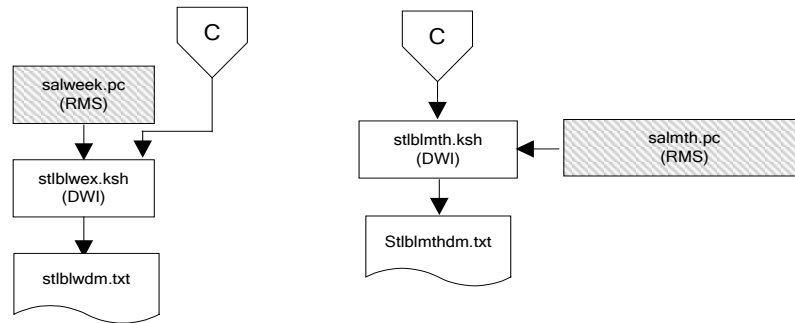 C
salweek.pc
(RMS)
stlblwex.ksh
(DWI)
stlblwdm.txt
C
stlblmth.ksh
(DWI)
salmth.pc
(RMS)
Stlblmthdm.txt